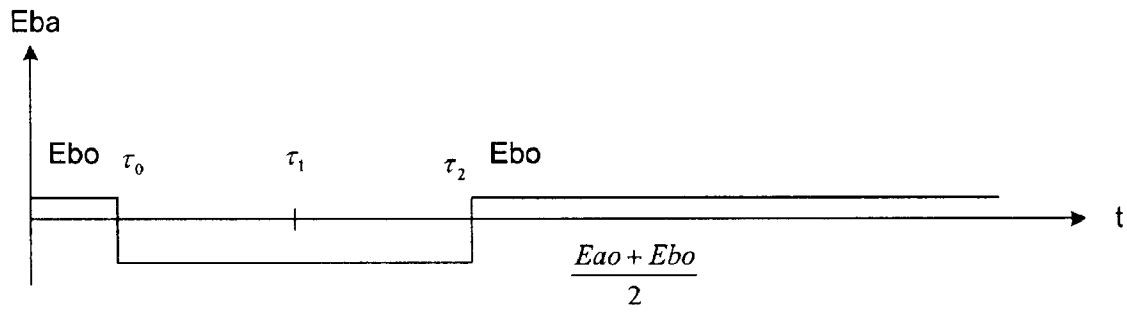 Eba
Ebo τ₀ τ₁ τ₂ Ebo
t
Eao + Ebo
2